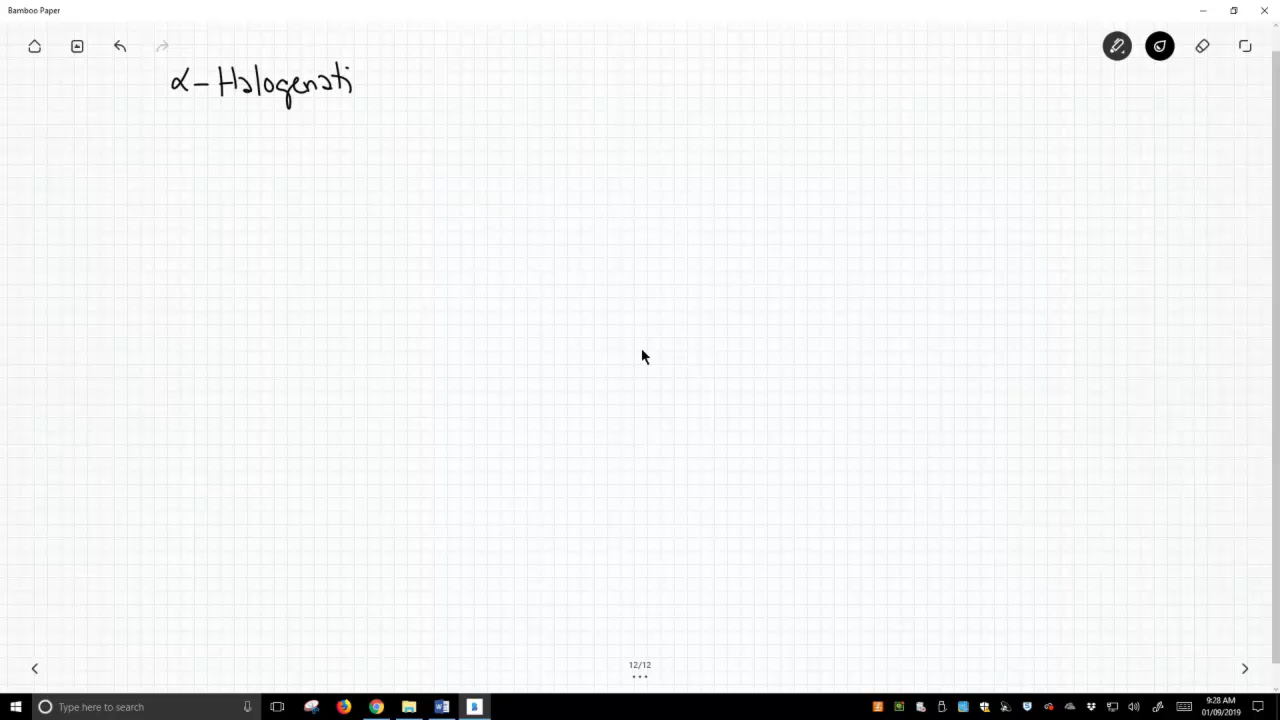 Bamboo Paper
α - Halogenati
12/12
Type here to search
9:28 AM
01/09/2019